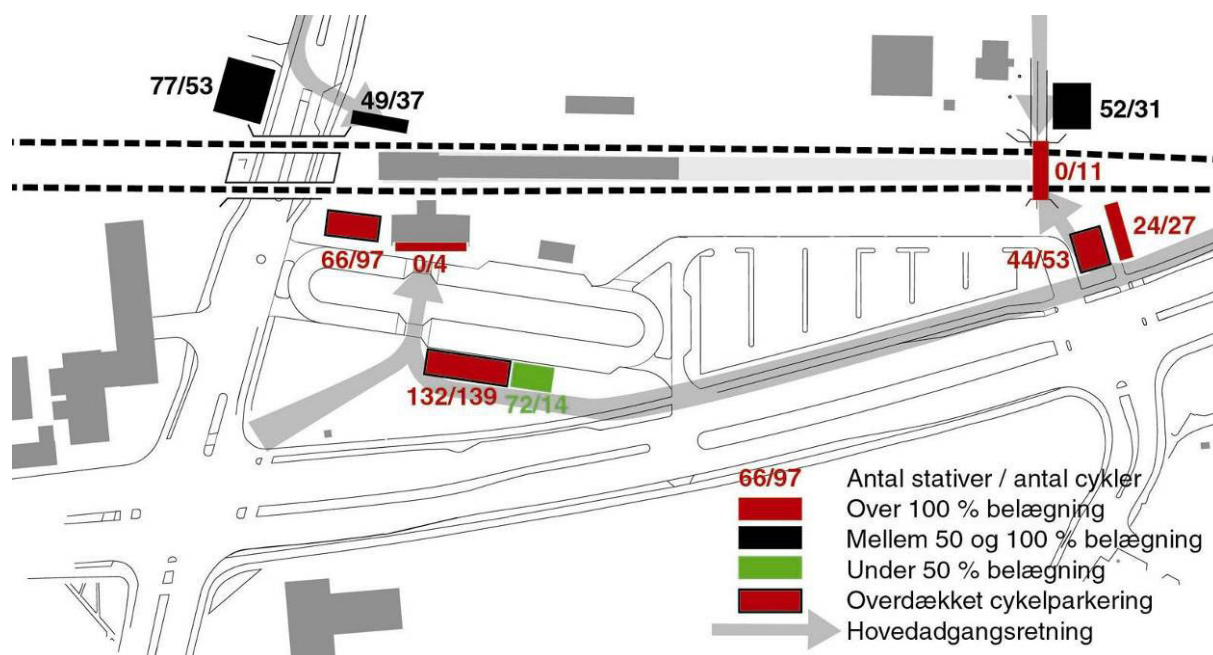 77/53
49/37
52/31
0/11
24/27
66/97
0/4
44/53
132/139
72/14
66/97 Antal stativer / antal cykler
Over 100 % belægning
Mellem 50 og 100 % belægning
Under 50 % belægning
Overdækket cykelparkering
Hovedadgangsretning